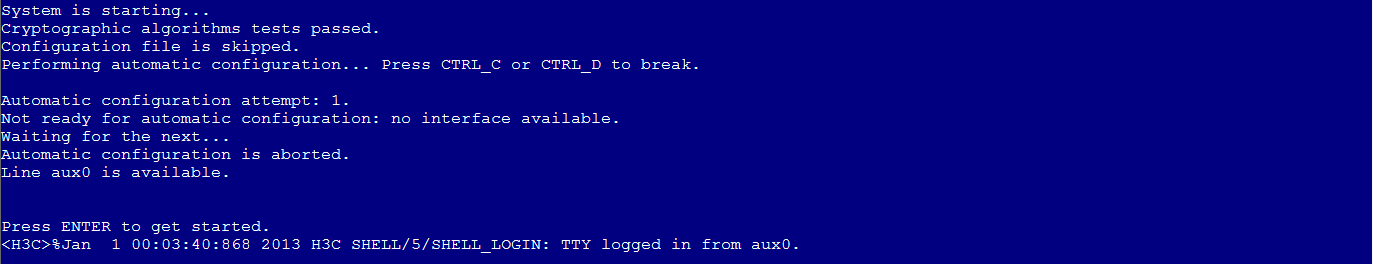 System is starting...
Cryptographic algorithms tests passed.
Configuration file is skipped.
Performing automatic configuration... Press CTRL_C or CTRL_D to break.
Automatic configuration attempt: 1.
Not ready for automatic configuration: no interface available.
Waiting for the next...
Automatic configuration is aborted.
Line aux0 is available.
Press ENTER to get started.
<H3C>%Jan  1 00:03:40:868 2013 H3C SHELL/5/SHELL_LOGIN: TTY logged in from aux0.